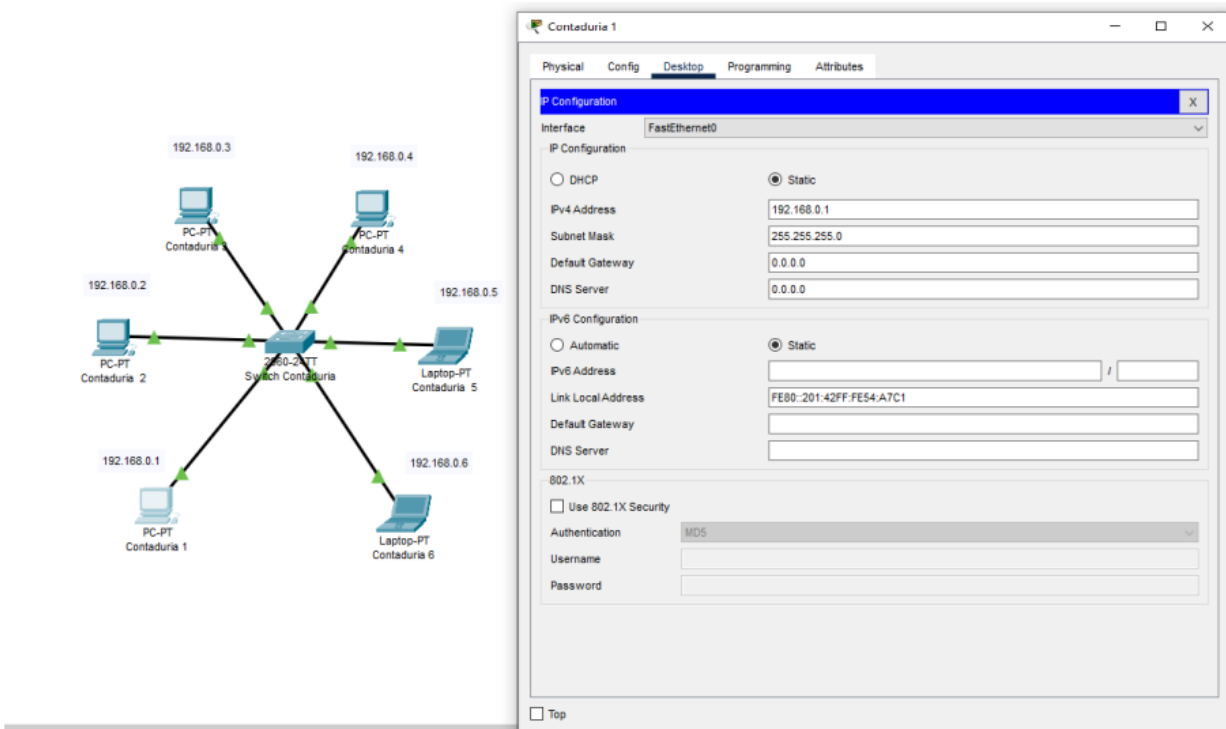 192.168.0.3
192.168.0.4
PC-PT
Contaduria 3
PC-PT
Contaduria 4
192.168.0.2
192.168.0.5
PC-PT
Contaduria 2
2960-24TT
Switch Contaduria
Laptop-PT
Contaduria 5
192.168.0.1
192.168.0.6
PC-PT
Contaduria 1
Laptop-PT
Contaduria 6
Contaduria 1
Physical Config Desktop Programming Attributes
IP Configuration X
Interface FastEthernet0
IP Configuration
DHCP Static
IPv4 Address 192.168.0.1
Subnet Mask 255.255.255.0
Default Gateway 0.0.0.0
DNS Server 0.0.0.0
IPv6 Configuration
Automatic Static
IPv6 Address /
Link Local Address FE80::201:42FF:FE54:A7C1
Default Gateway
DNS Server
802.1X
Use 802.1X Security
Authentication MD5
Username
Password
Top